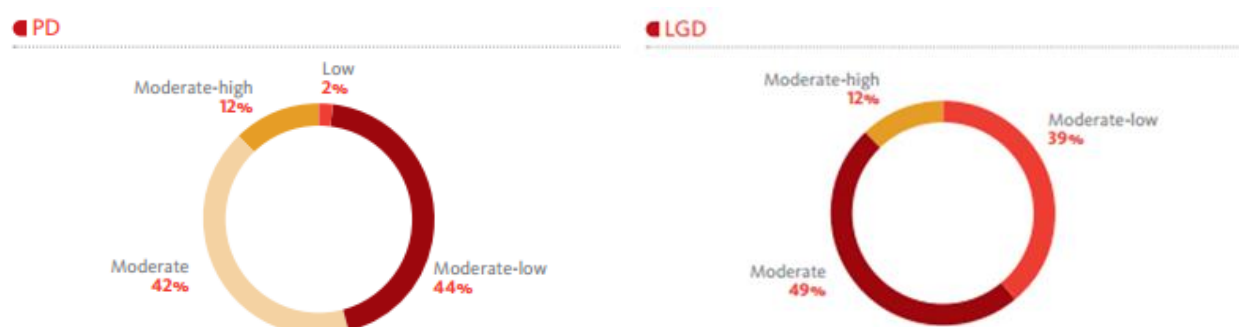 PD
Low
2%
Moderate-high
12%
Moderate
42%
Moderate-low
44%
LGD
Moderate-high
12%
Moderate-low
39%
Moderate
49%